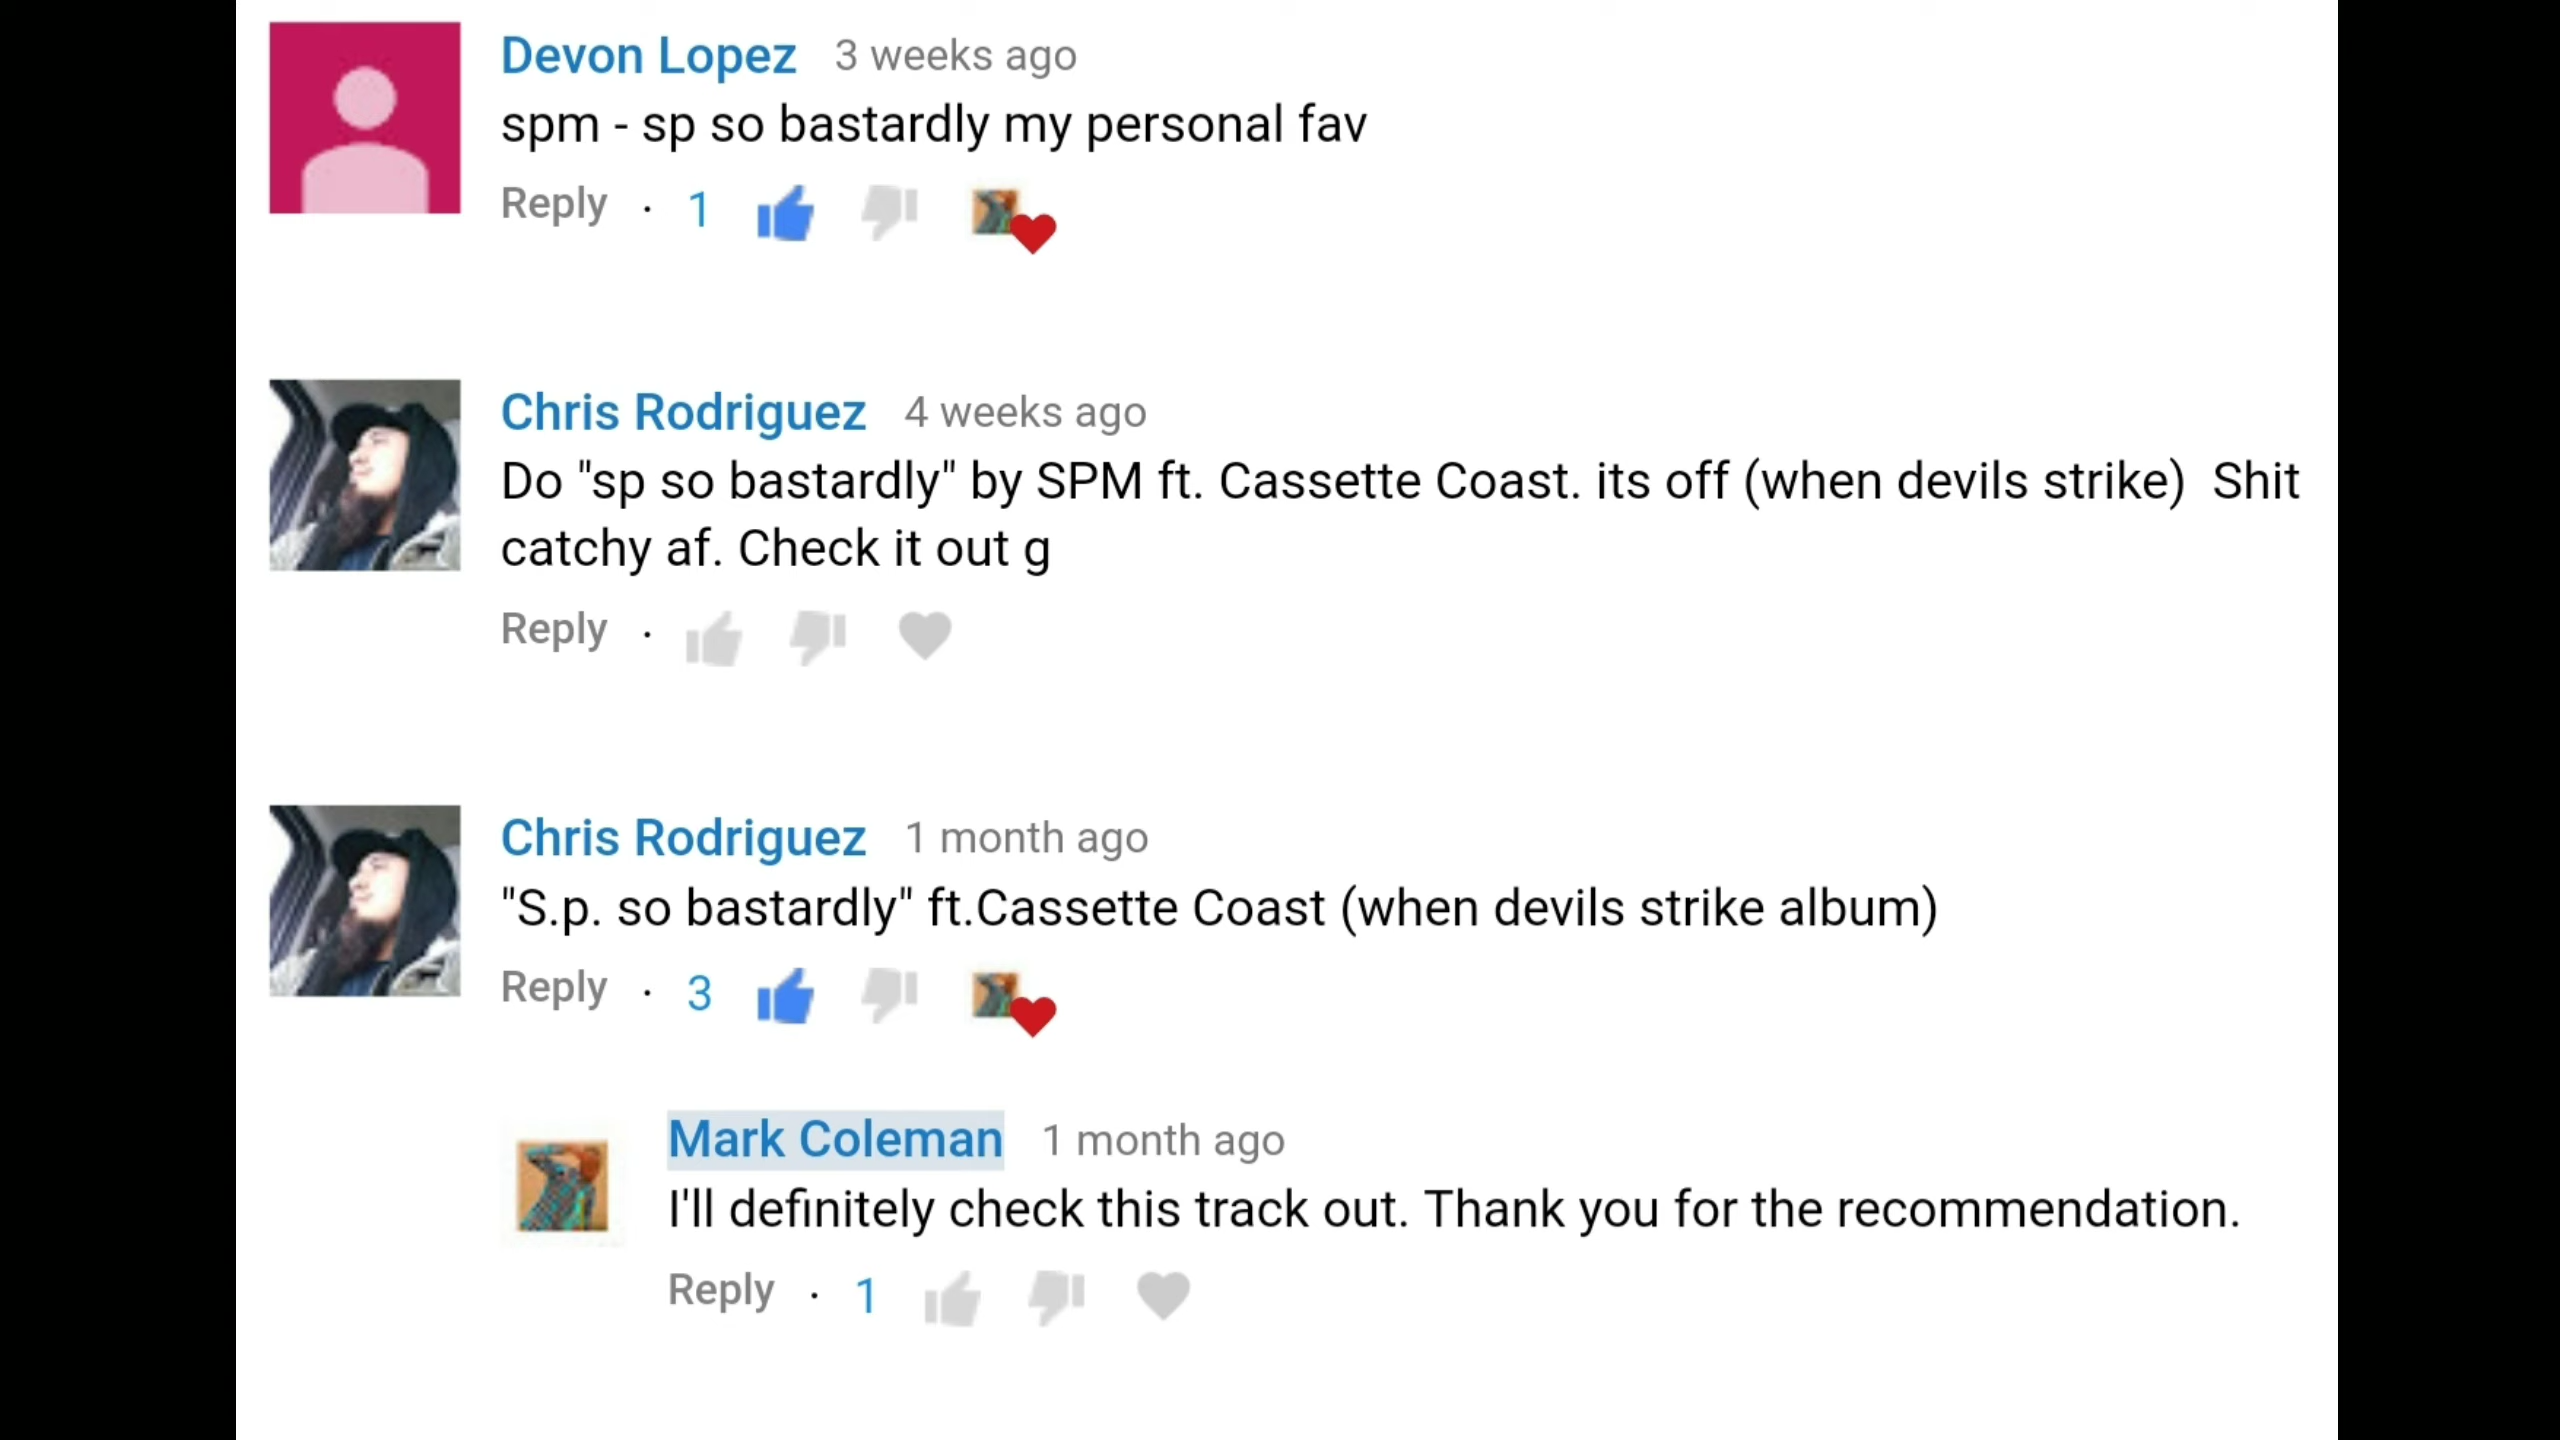 Devon Lopez 3 weeks ago
spm - sp so bastardly my personal fav
Reply · 1
Chris Rodriguez 4 weeks ago
Do "sp so bastardly" by SPM ft. Cassette Coast. its off (when devils strike)  Shit
catchy af. Check it out g
Reply ·
Chris Rodriguez 1 month ago
"S.p. so bastardly" ft.Cassette Coast (when devils strike album)
Reply · 3
Mark Coleman 1 month ago
I'll definitely check this track out. Thank you for the recommendation.
Reply · 1